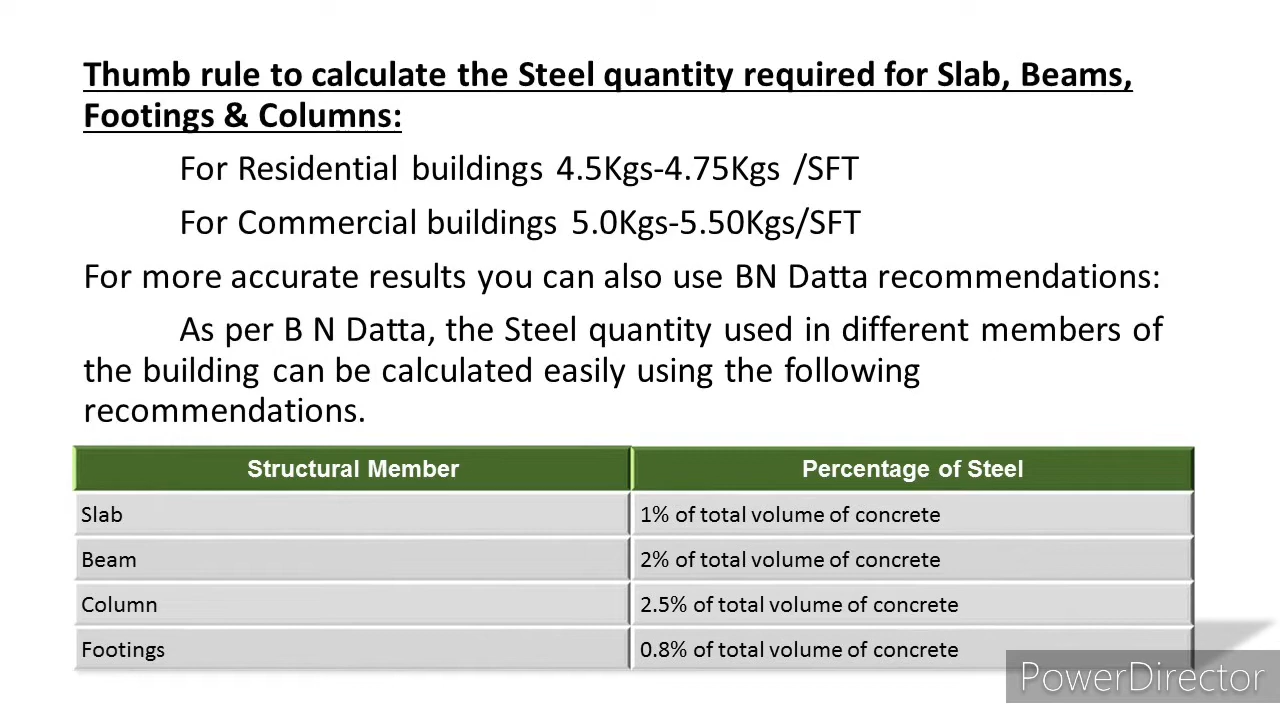 Thumb rule to calculate the Steel quantity required for Slab, Beams,
Footings & Columns:
For Residential buildings 4.5Kgs-4.75Kgs /SFT
For Commercial buildings 5.0Kgs-5.50Kgs/SFT
For more accurate results you can also use BN Datta recommendations:
As per B N Datta, the Steel quantity used in different members of
the building can be calculated easily using the following
recommendations.
Structural Member Percentage of Steel
Slab 1% of total volume of concrete
Beam 2% of total volume of concrete
Column 2.5% of total volume of concrete
Footings 0.8% of total volume of concrete
PowerDirector